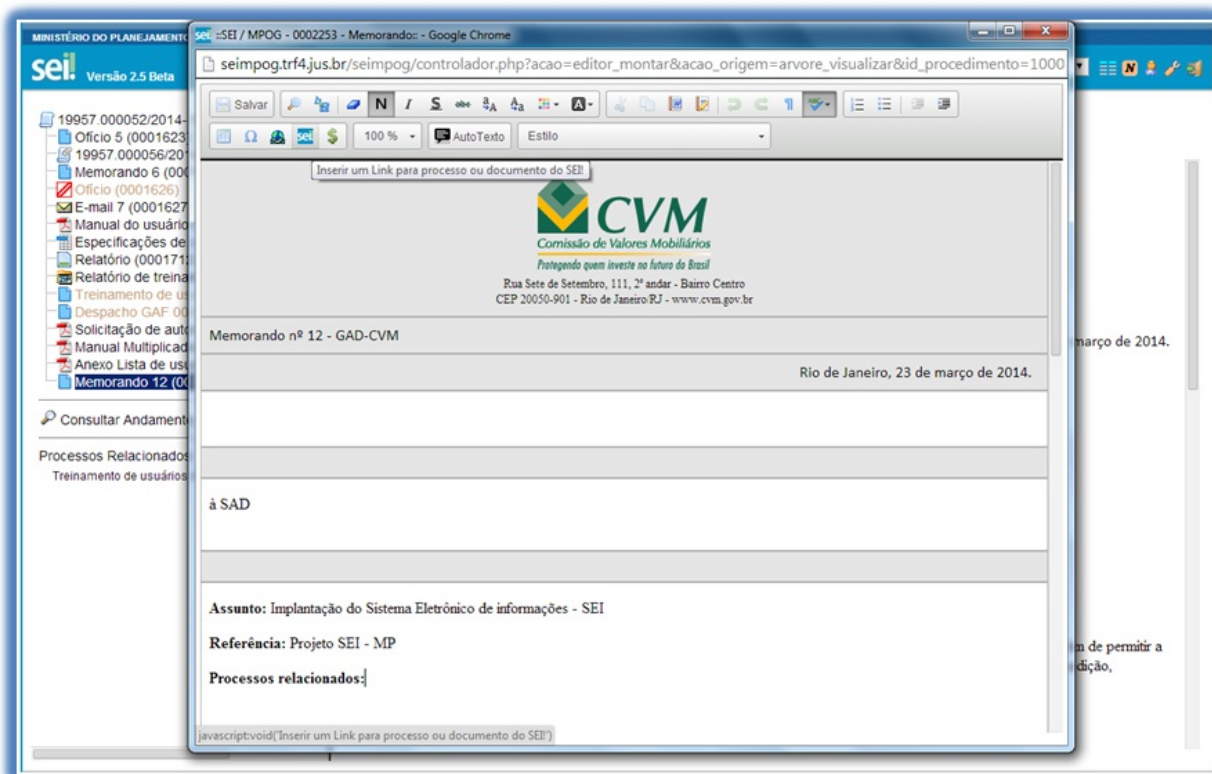 MINISTÉRIO DO PLANEJAMENTO
sei! Versão 2.5 Beta
19957.000052/2014-
Ofício 5 (0001623)
19957.000056/201
Memorando 6 (000
Ofício (0001626)
E-mail 7 (0001627
Manual do usuário
Especificações de
Relatório (000171
Relatório de treina
Treinamento de us
Despacho GAF 00
Solicitação de auto
Manual Multiplicad
Anexo Lista de usu
Memorando 12 (00
Consultar Andamento
Processos Relacionados
Treinamento de usuários
sei. ::SEI / MPOG - 0002253 - Memorando:: - Google Chrome
seimpog.trf4.jus.br/seimpog/controlador.php?acao=editor_montar&acao_origem=arvore_visualizar&id_procedimento=1000
Salvar N I S abc
sei $ 100 % AutoTexto Estilo
Inserir um Link para processo ou documento do SEI!
CVM
Comissão de Valores Mobiliários
Protegendo quem investe no futuro do Brasil
Rua Sete de Setembro, 111, 2º andar - Bairro Centro
CEP 20050-901 - Rio de Janeiro/RJ - www.cvm.gov.br
Memorando nº 12 - GAD-CVM
Rio de Janeiro, 23 de março de 2014.
à SAD
Assunto: Implantação do Sistema Eletrônico de informações - SEI
Referência: Projeto SEI - MP
Processos relacionados:
javascript:void('Inserir um Link para processo ou documento do SEI!')
março de 2014.
m de permitir a
dição,